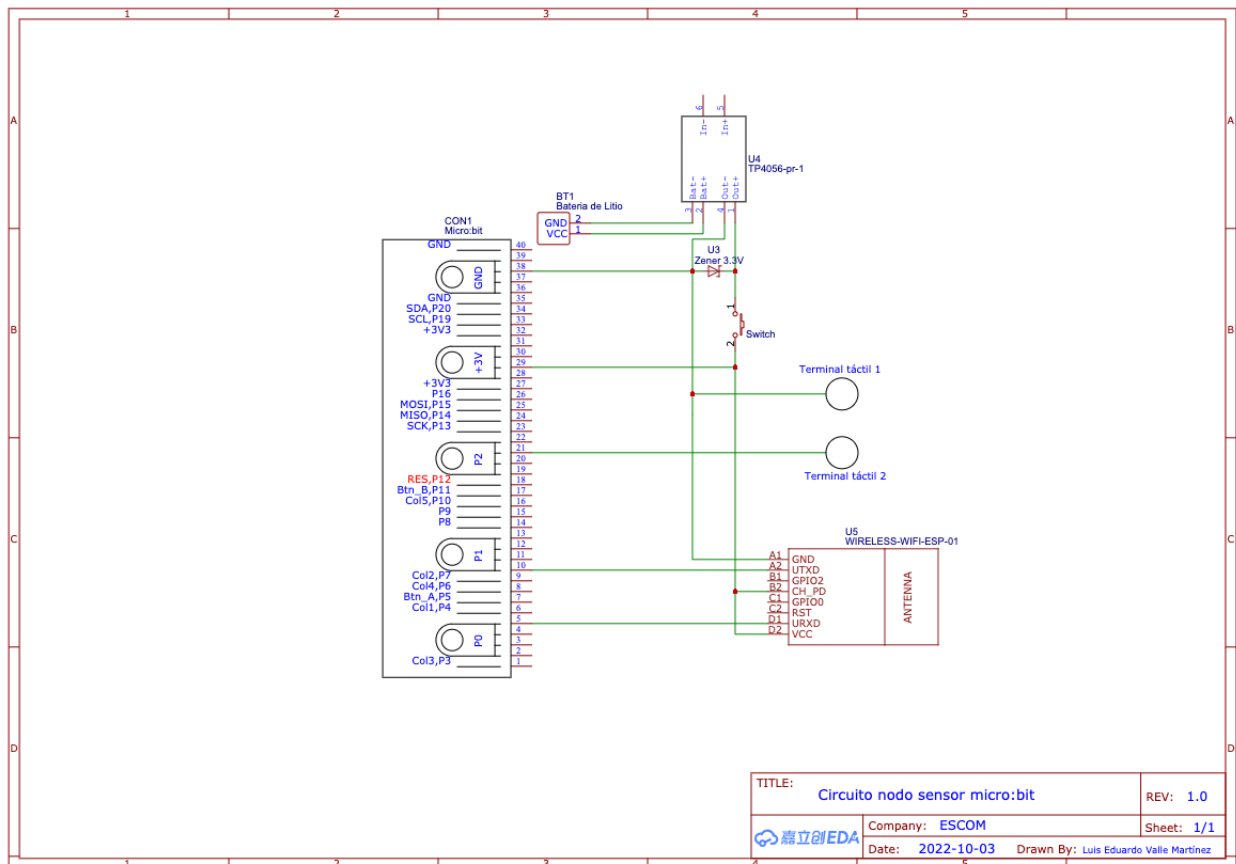 1 2 3 4 5
A A
B B
C C
D D
6 5
In- In+
U4
TP4056-pr-1
Bat- Bat+ Out- Out+
3 2 4 1
BT1
Bateria de Litio
GND 2
VCC 1
CON1
Micro:bit
GND 40
39
38
GND 37
36
GND 35
SDA,P20 34
SCL,P19 33
+3V3 32
31
30
+3V 29
28
+3V3 27
P16 26
MOSI,P15 25
MISO,P14 24
SCK,P13 23
22
21
P2 20
19
RES,P12 18
Btn_B,P11 17
Col5,P10 16
P9 15
P8 14
13
12
P1 11
10
Col2,P7 9
Col4,P6 8
Btn_A,P5 7
Col1,P4 6
5
4
P0 3
2
Col3,P3 1
U3
Zener 3.3V
1
Switch
2
Terminal táctil 1
Terminal táctil 2
U5
WIRELESS-WIFI-ESP-01
A1 GND
A2 UTXD
B1 GPIO2
B2 CH_PD
C1 GPIO0
C2 RST
D1 URXD
D2 VCC
ANTENNA
TITLE:
Circuito nodo sensor micro:bit
REV: 1.0
嘉立创EDA
Company: ESCOM
Sheet: 1/1
Date: 2022-10-03
Drawn By: Luis Eduardo Valle Martínez
1 2 3 4 5